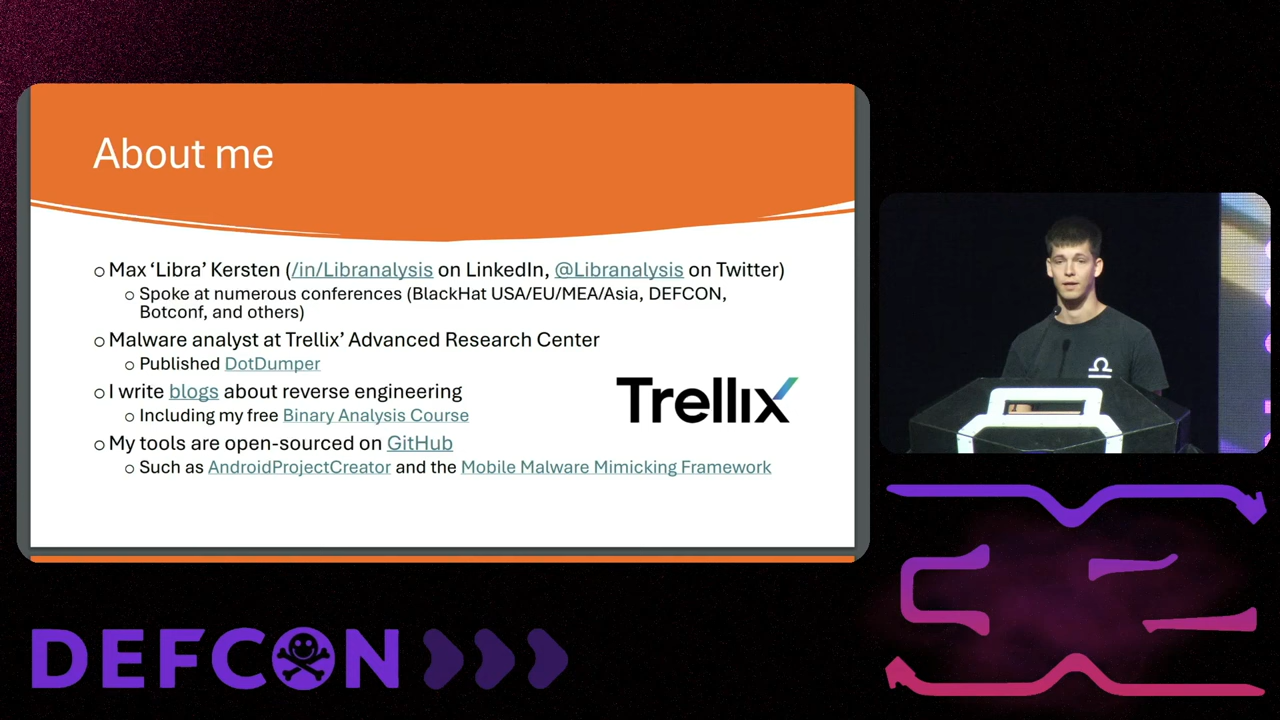 About me
Max ‘Libra’ Kersten (/in/Libranalysis on LinkedIn, @Libranalysis on Twitter)
Spoke at numerous conferences (BlackHat USA/EU/MEA/Asia, DEFCON,
Botconf, and others)
Malware analyst at Trellix’ Advanced Research Center
Published DotDumper
I write blogs about reverse engineering
Including my free Binary Analysis Course
My tools are open-sourced on GitHub
Such as AndroidProjectCreator and the Mobile Malware Mimicking Framework
Trellix
DEFCON